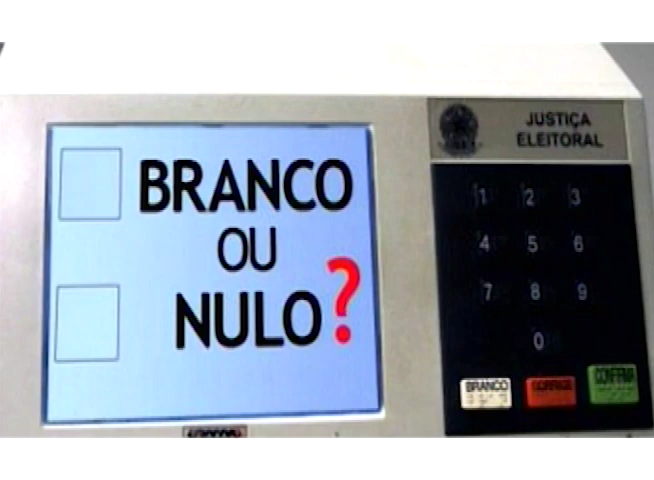 BRANCO
OU
NULO?
JUSTIÇA
ELEITORAL
1 2 3
4 5 6
7 8 9
0
BRANCO CORRIGE CONFIRMA